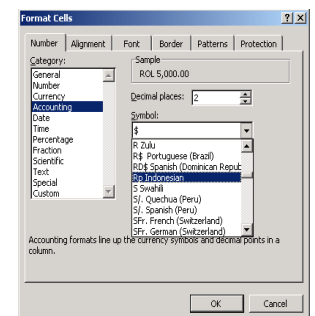 Format Cells
Number Alignment Font Border Patterns Protection
Category:
General
Number
Currency
Accounting
Date
Time
Percentage
Fraction
Scientific
Text
Special
Custom
Sample
ROL 5,000.00
Decimal places: 2
Symbol:
$
R Zulu
R$ Portuguese (Brazil)
RD$ Spanish (Dominican Repub
Rp Indonesian
S Swahili
S/. Quechua (Peru)
S/. Spanish (Peru)
SFr. French (Switzerland)
SFr. German (Switzerland)
Accounting formats line up the currency symbols and decimal points in a
column.
OK Cancel